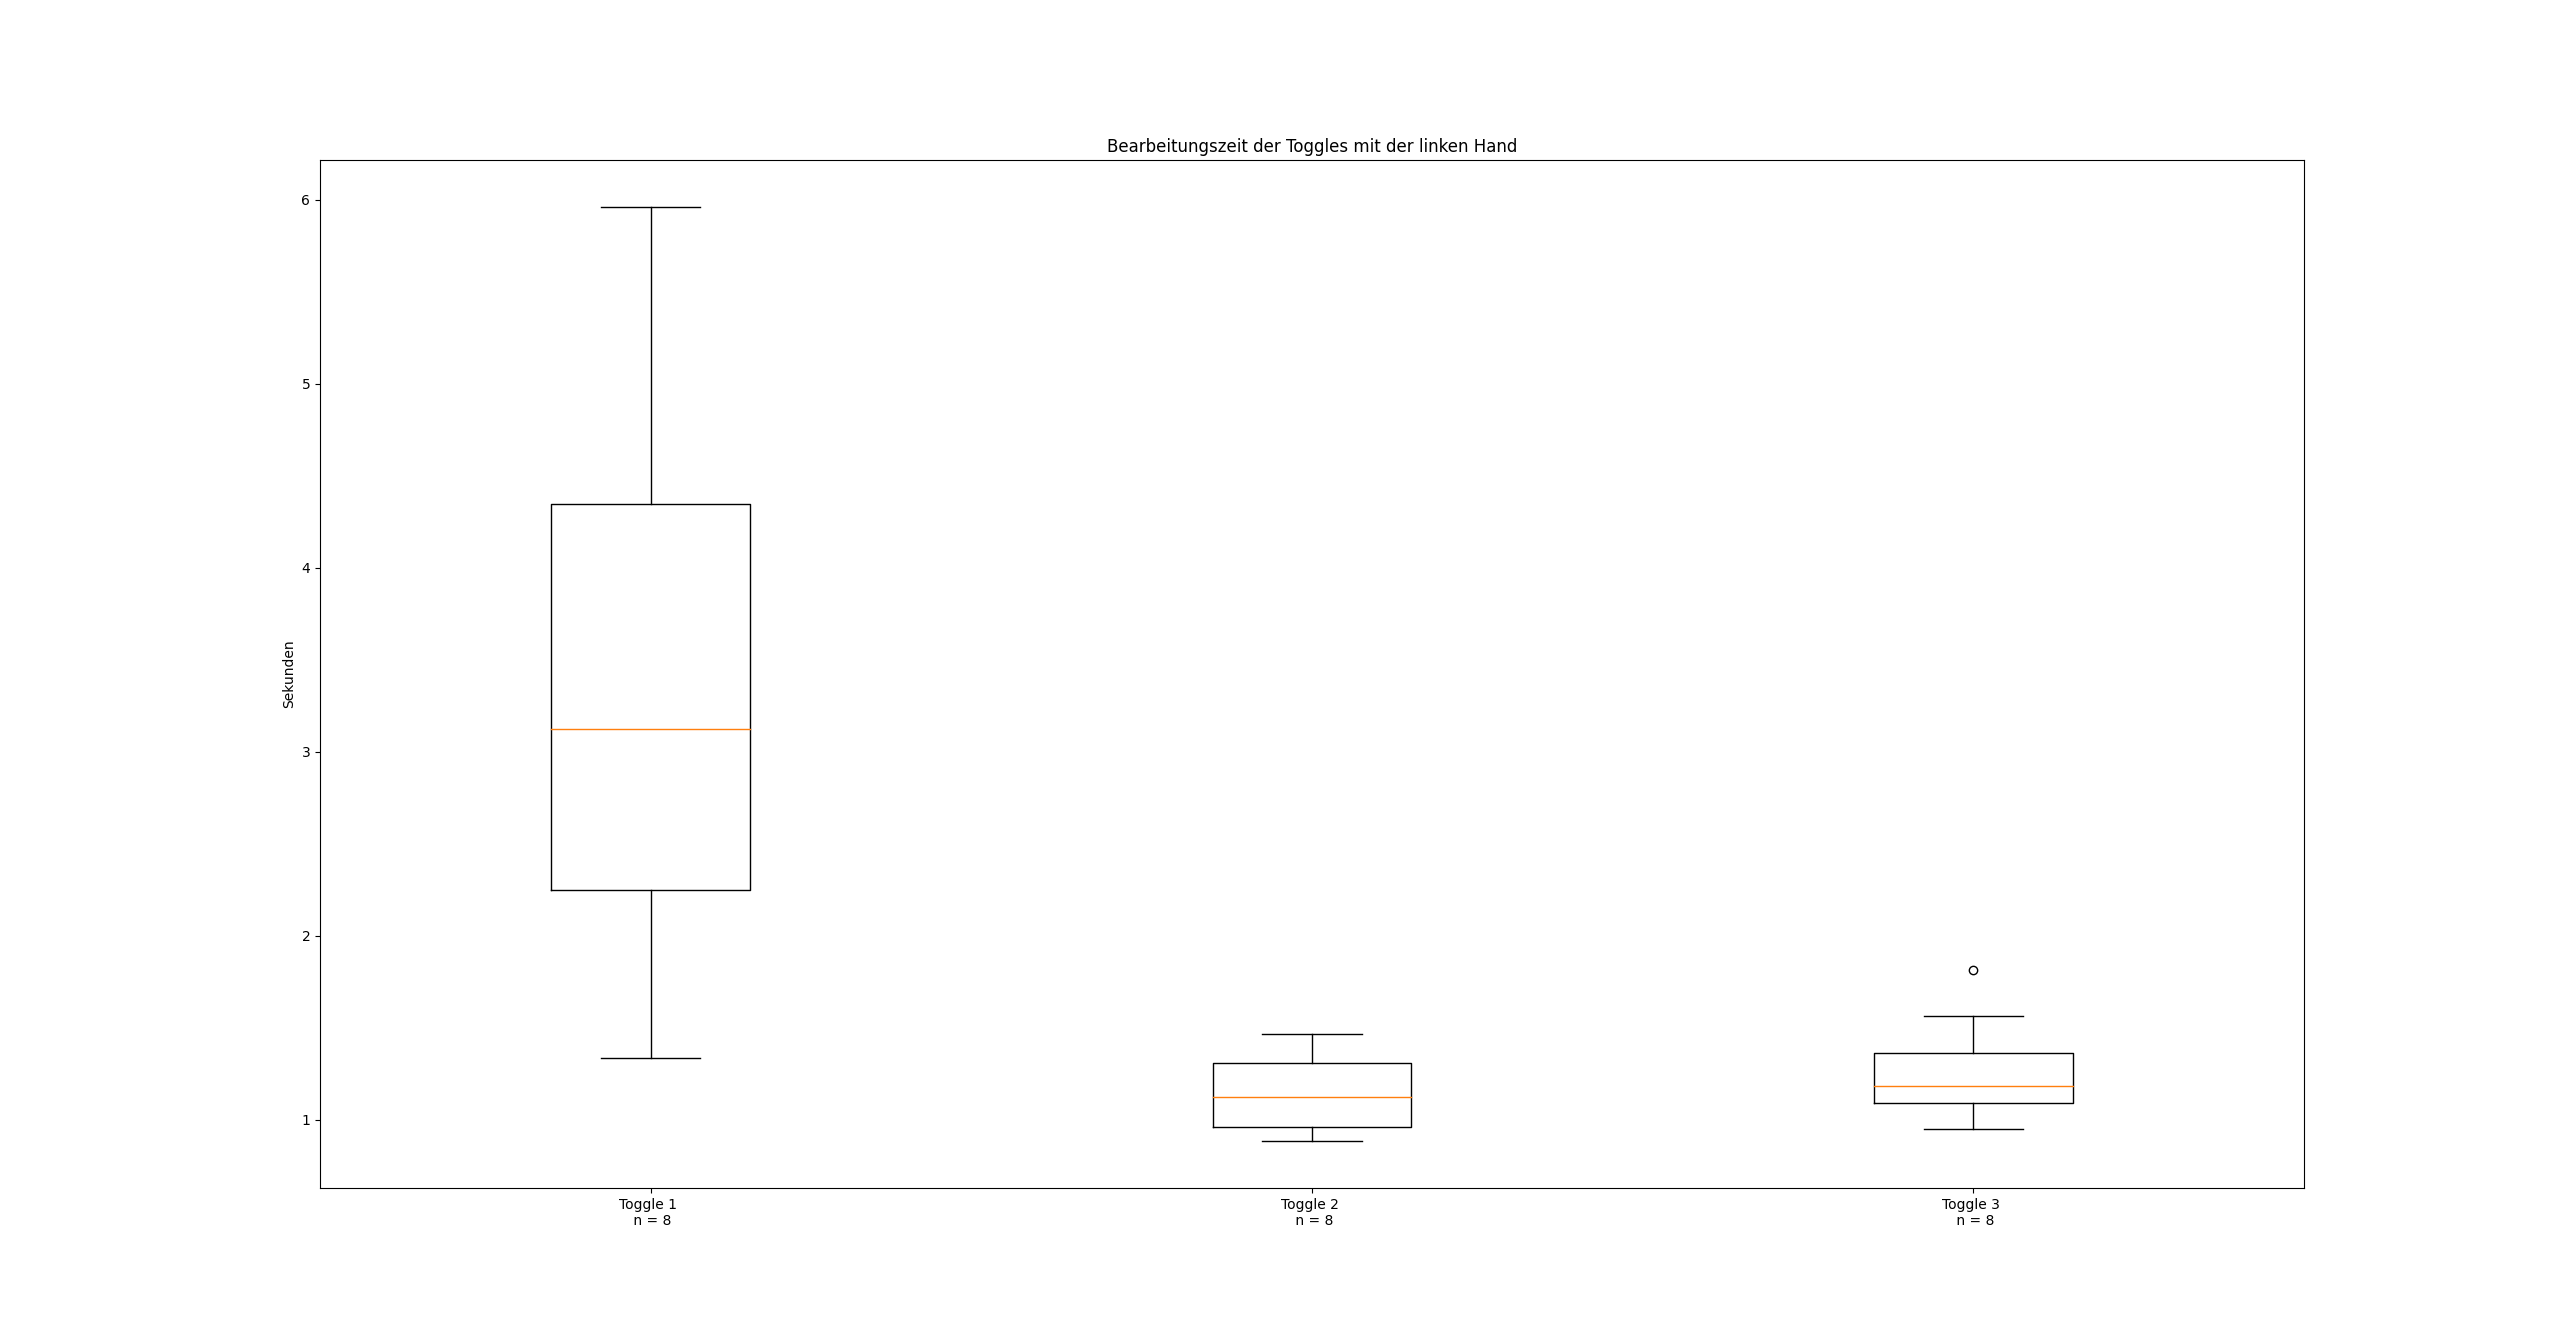 Bearbeitungszeit der Toggles mit der linken Hand
6
5
4
3
2
1
Sekunden
Toggle 1
n = 8
Toggle 2
n = 8
Toggle 3
n = 8